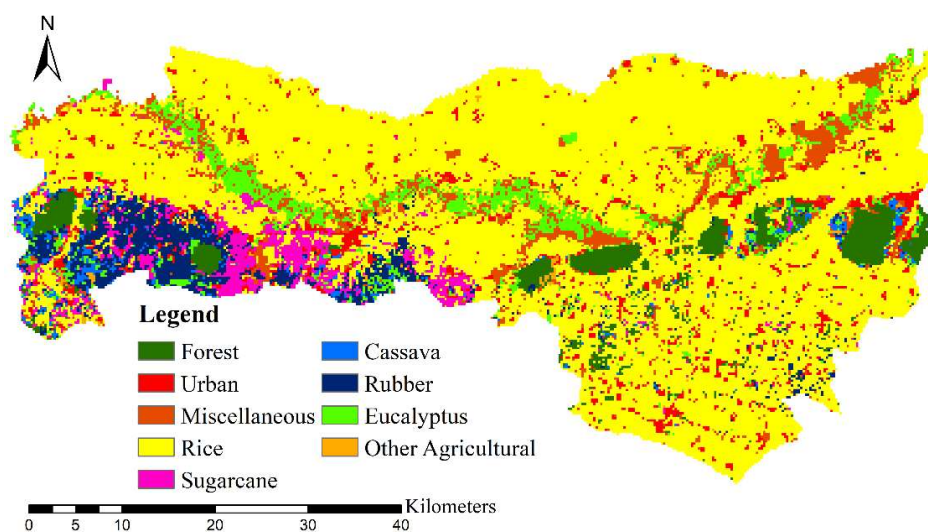 N
Legend
Forest
Urban
Miscellaneous
Rice
Sugarcane
Cassava
Rubber
Eucalyptus
Other Agricultural
Kilometers
0 5 10 20 30 40